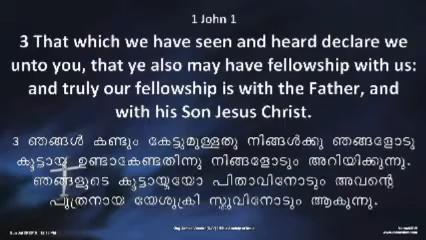 1 John 1
3 That which we have seen and heard declare we
unto you, that ye also may have fellowship with us:
and truly our fellowship is with the Father, and
with his Son Jesus Christ.
3 ഞങ്ങൾ കണ്ടും കേട്ടുമുള്ളതു നിങ്ങൾക്കു ഞങ്ങളോടു
കൂട്ടായ്മ ഉണ്ടാകേണ്ടതിന്നു നിങ്ങളോടും അറിയിക്കുന്നു.
ഞങ്ങളുടെ കൂട്ടായ്മയോ പിതാവിനോടും അവന്റെ
പുത്രനായ യേശുക്രി സ്തുവിനോടും ആകുന്നു.